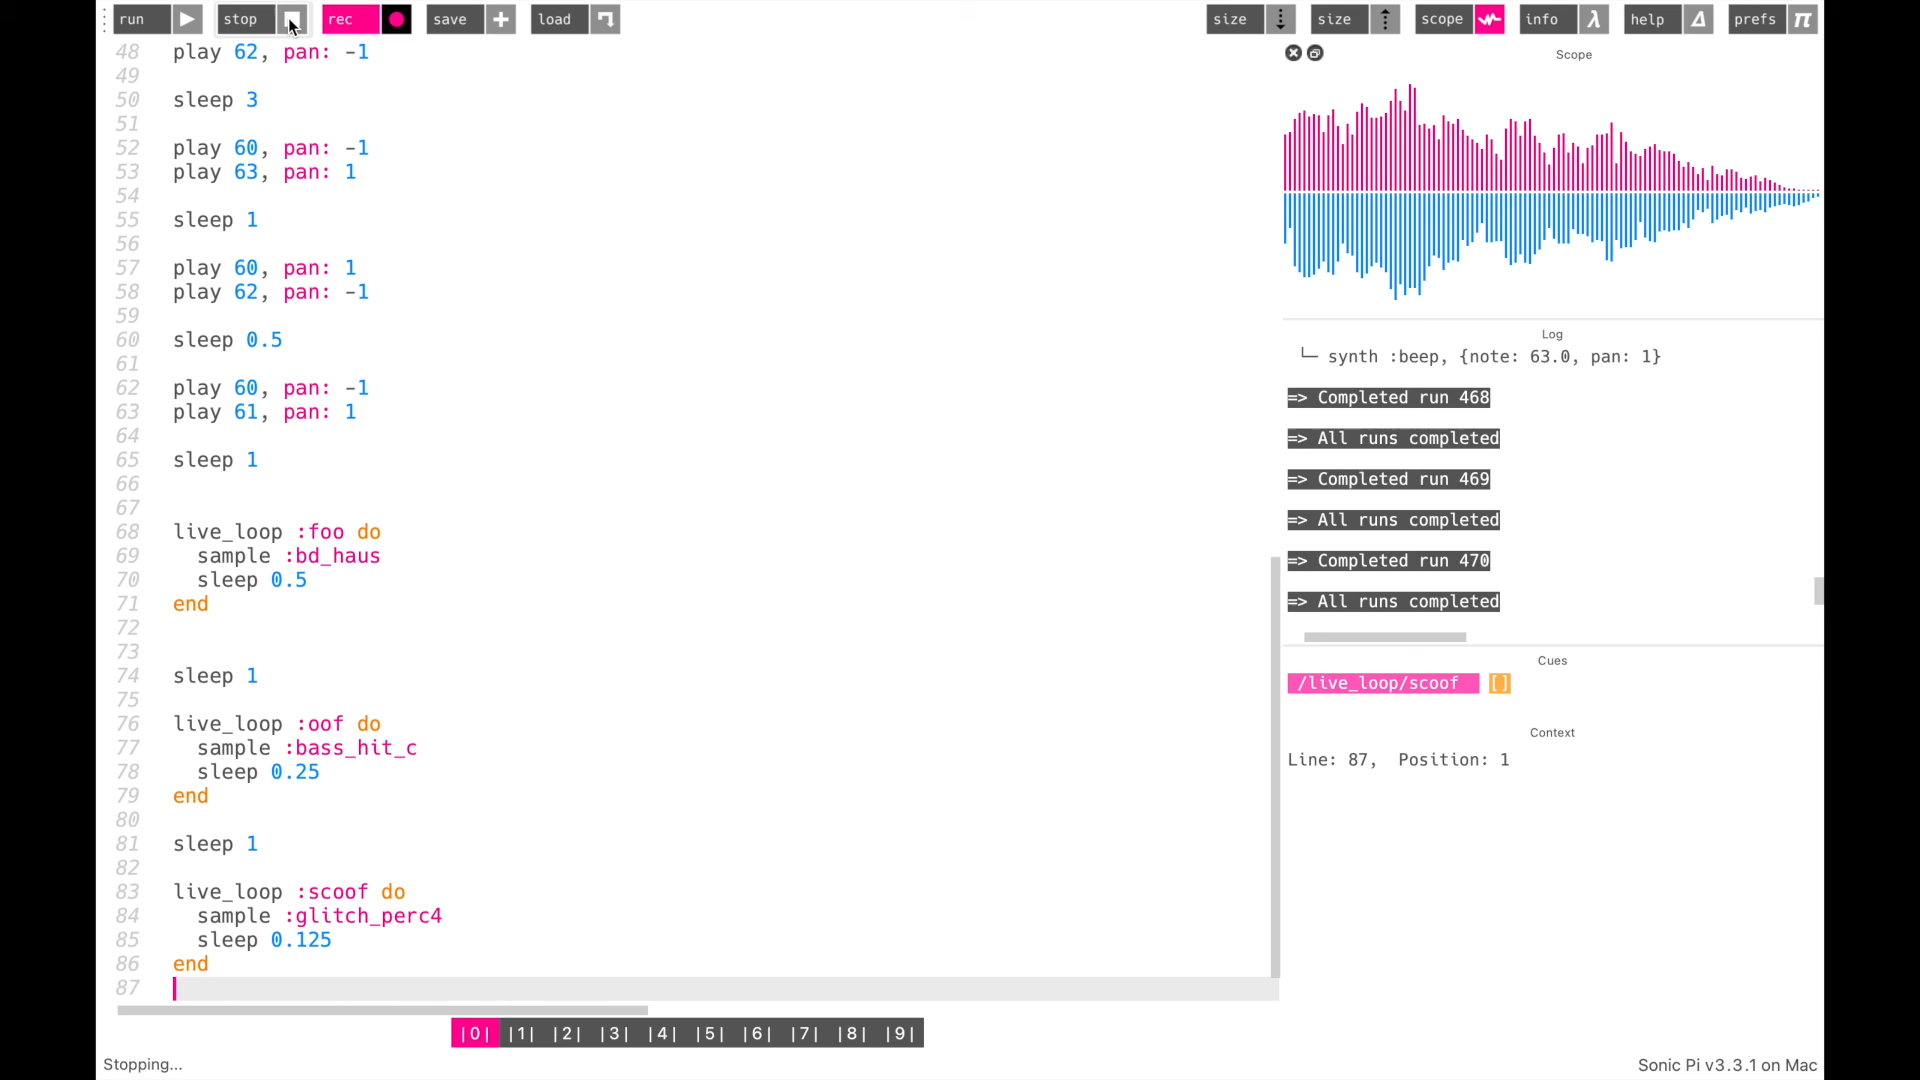 run stop rec save load size size scope info help prefs
48 play 62, pan: -1
49
50 sleep 3
51
52 play 60, pan: -1
53 play 63, pan: 1
54
55 sleep 1
56
57 play 60, pan: 1
58 play 62, pan: -1
59
60 sleep 0.5
61
62 play 60, pan: -1
63 play 61, pan: 1
64
65 sleep 1
66
67
68 live_loop :foo do
69 sample :bd_haus
70 sleep 0.5
71 end
72
73
74 sleep 1
75
76 live_loop :oof do
77 sample :bass_hit_c
78 sleep 0.25
79 end
80
81 sleep 1
82
83 live_loop :scoof do
84 sample :glitch_perc4
85 sleep 0.125
86 end
87
Scope
Log
└─ synth :beep, {note: 63.0, pan: 1}
=> Completed run 468
=> All runs completed
=> Completed run 469
=> All runs completed
=> Completed run 470
=> All runs completed
Cues
/live_loop/scoof []
Context
Line: 87, Position: 1
|0| |1| |2| |3| |4| |5| |6| |7| |8| |9|
Stopping...
Sonic Pi v3.3.1 on Mac